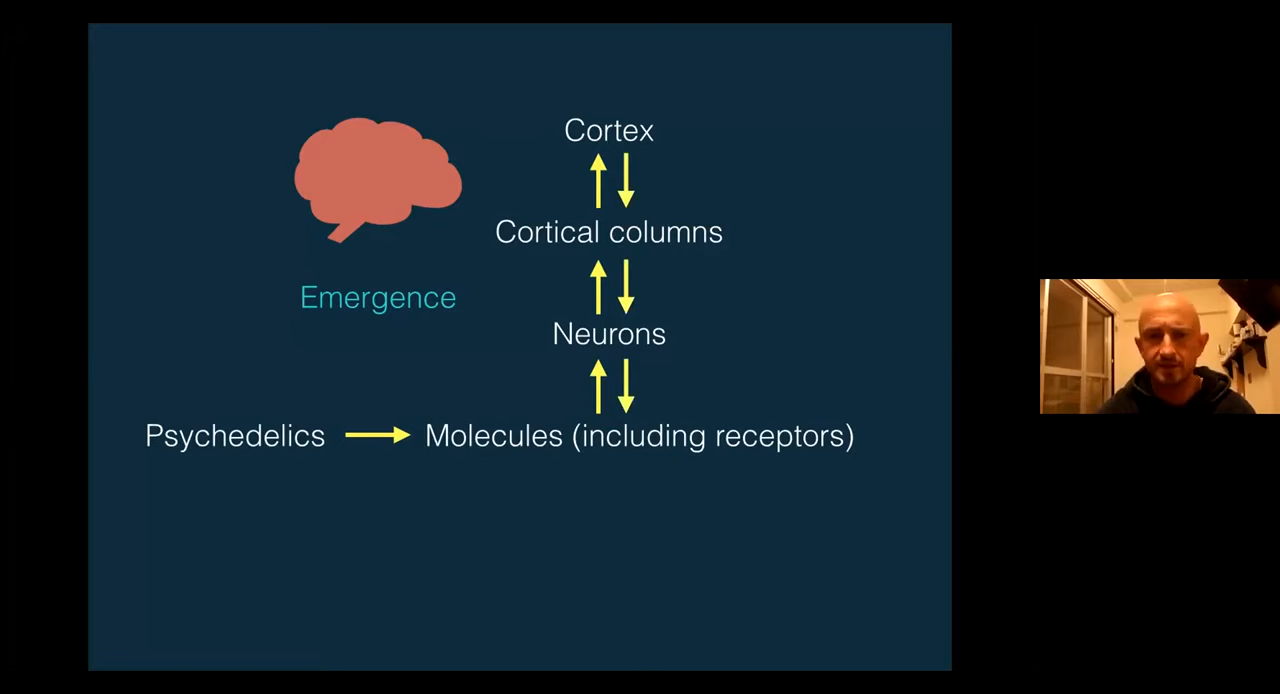 Cortex
Cortical columns
Emergence
Neurons
Psychedelics
Molecules (including receptors)